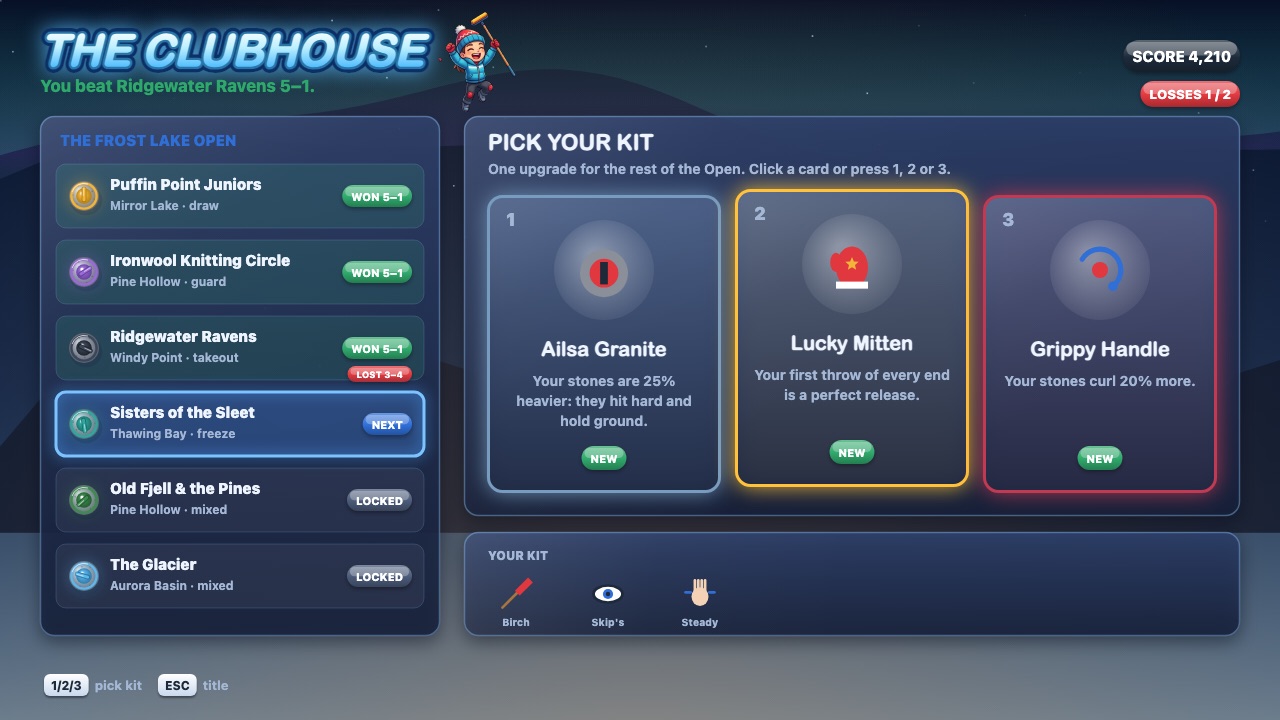 THE CLUBHOUSE
You beat Ridgewater Ravens 5–1.
SCORE 4,210
LOSSES 1 / 2
THE FROST LAKE OPEN
Puffin Point Juniors
Mirror Lake · draw
WON 5–1
Ironwool Knitting Circle
Pine Hollow · guard
WON 5–1
Ridgewater Ravens
Windy Point · takeout
WON 5–1
LOST 3–4
Sisters of the Sleet
Thawing Bay · freeze
NEXT
Old Fjell & the Pines
Pine Hollow · mixed
LOCKED
The Glacier
Aurora Basin · mixed
LOCKED
PICK YOUR KIT
One upgrade for the rest of the Open. Click a card or press 1, 2 or 3.
1
Ailsa Granite
Your stones are 25%
heavier: they hit hard and
hold ground.
NEW
2
Lucky Mitten
Your first throw of every end
is a perfect release.
NEW
3
Grippy Handle
Your stones curl 20% more.
NEW
YOUR KIT
Birch
Skip's
Steady
1/2/3 pick kit ESC title